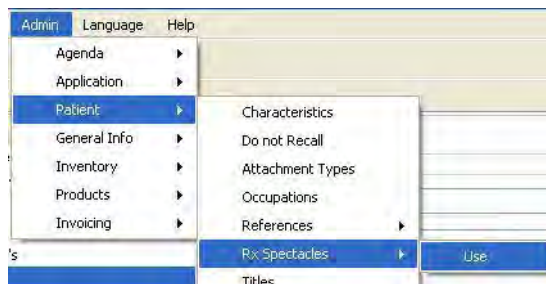 Admin Language Help
Agenda
Application
Patient
General Info
Inventory
Products
Invoicing
's
Characteristics
Do not Recall
Attachment Types
Occupations
References
Rx Spectacles
Titles
Use